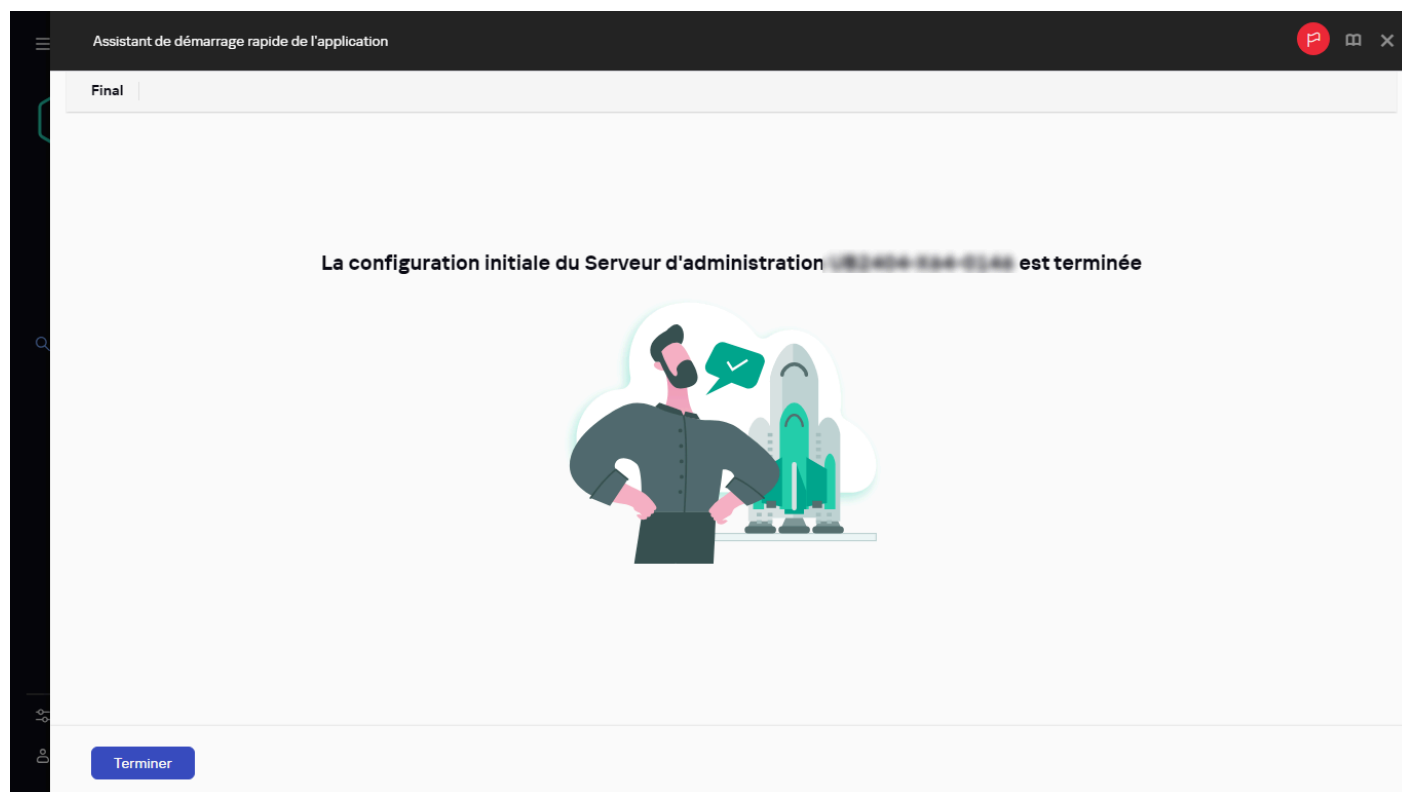 Assistant de démarrage rapide de l'application
Final
La configuration initiale du Serveur d'administration est terminée
Terminer